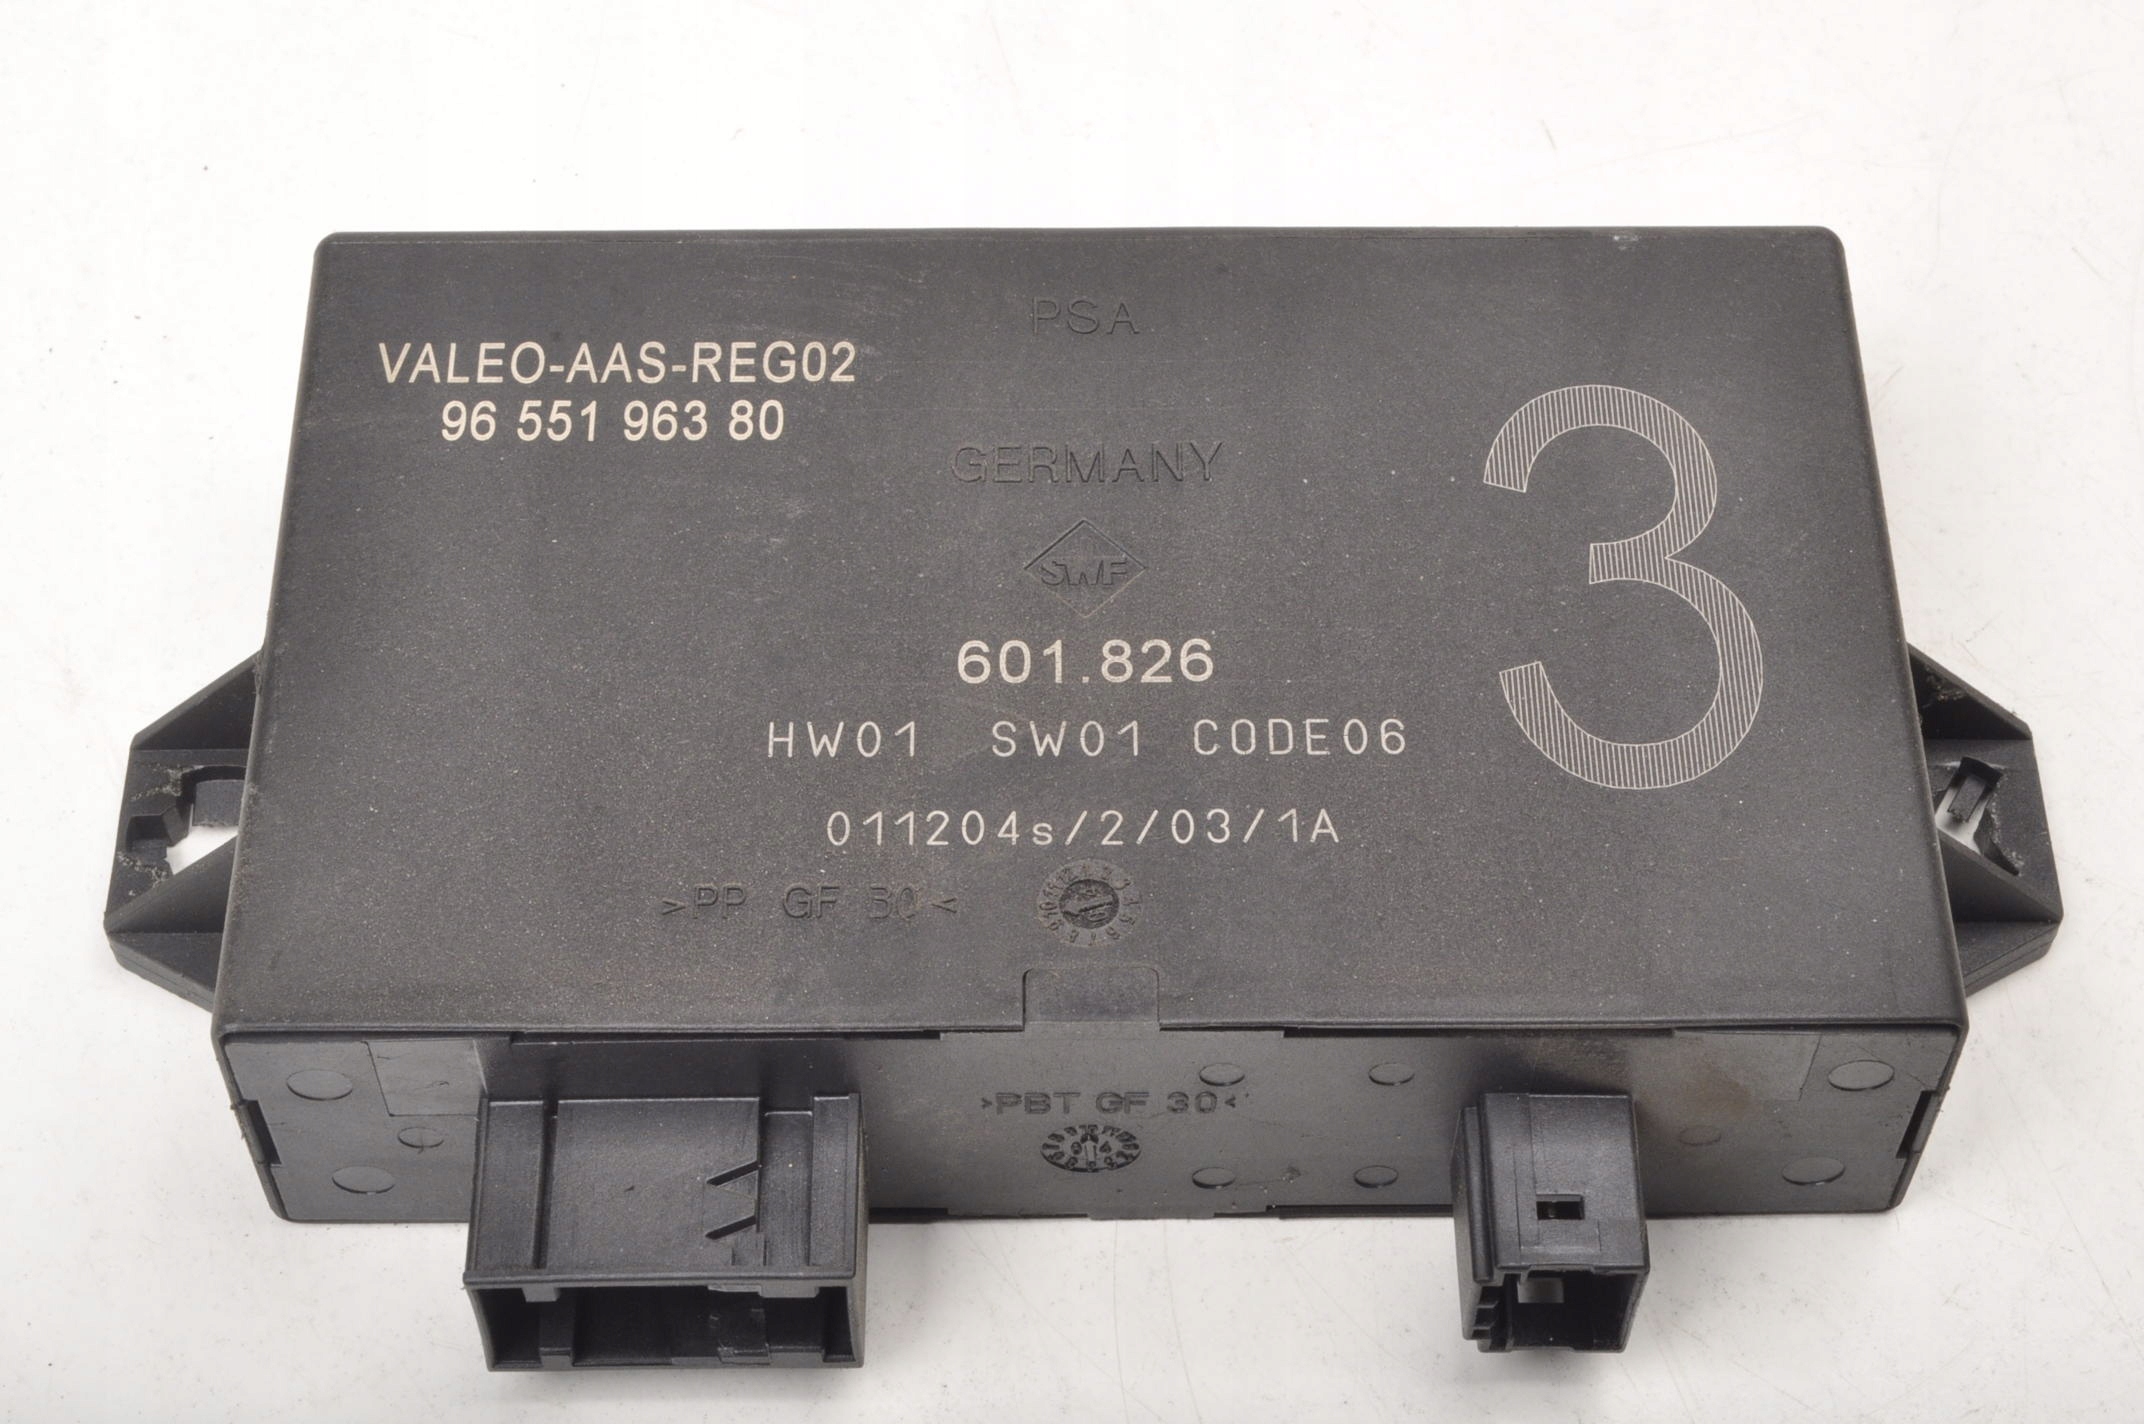 PSA
VALEO-AAS-REG02
96 551 963 80
3
GERMANY
SWF
601.826
HW01 SW01 CODE06
011204s/2/03/1A
>PP GF 30<
>PBT GF 30<